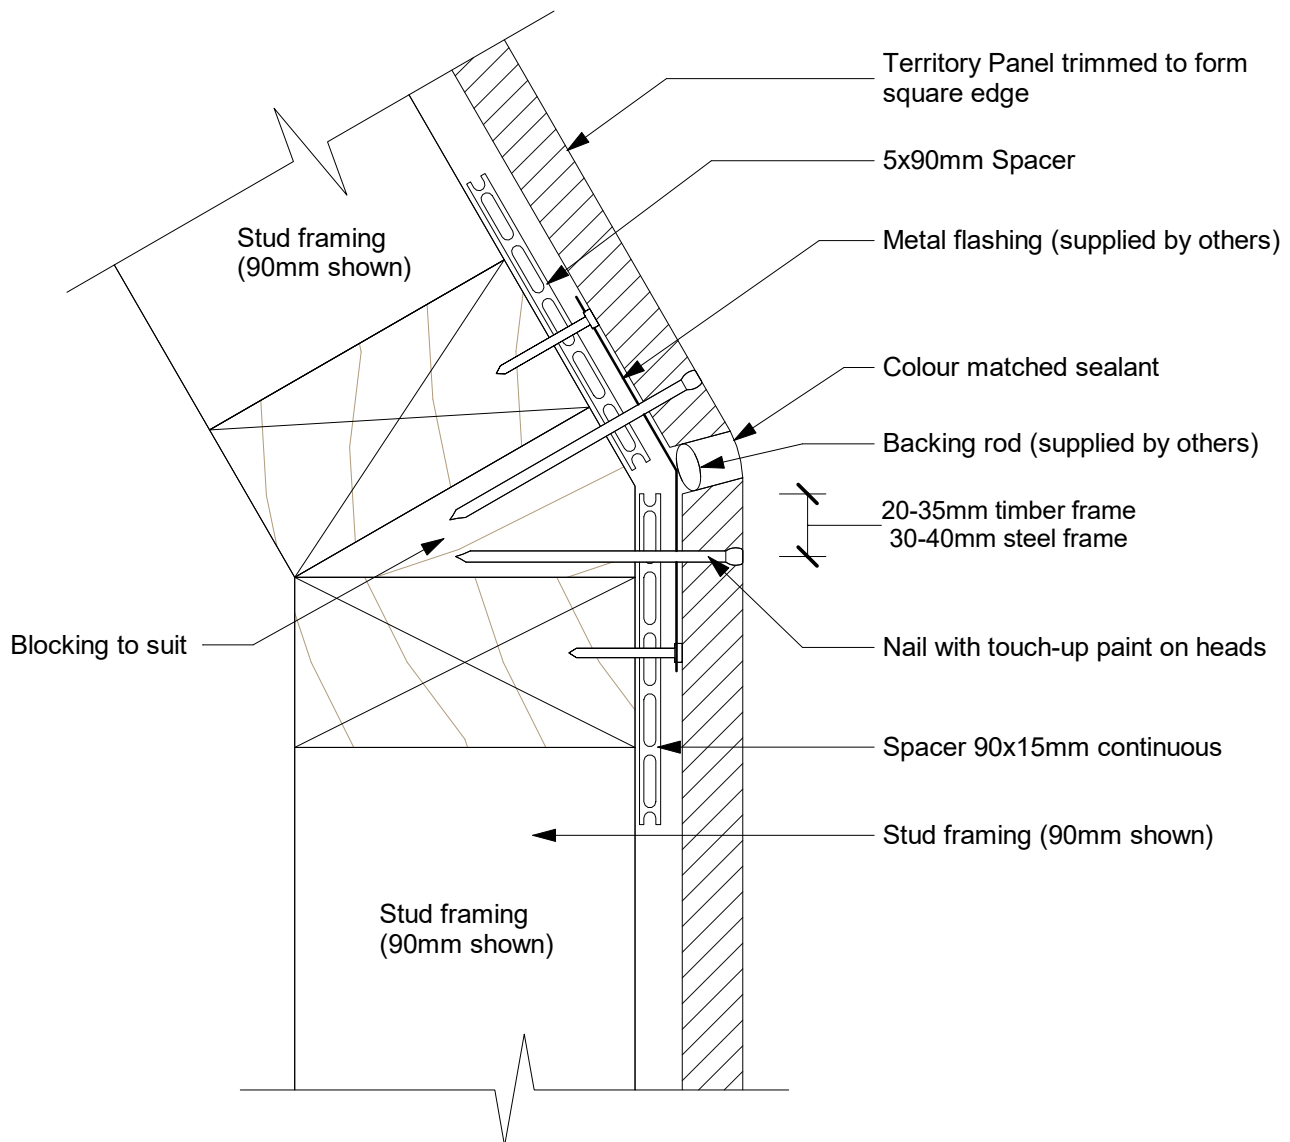 Territory Panel trimmed to form
square edge
5x90mm Spacer
Metal flashing (supplied by others)
Stud framing
(90mm shown)
Colour matched sealant
Backing rod (supplied by others)
20-35mm timber frame
30-40mm steel frame
Blocking to suit
Nail with touch-up paint on heads
Spacer 90x15mm continuous
Stud framing (90mm shown)
Stud framing
(90mm shown)